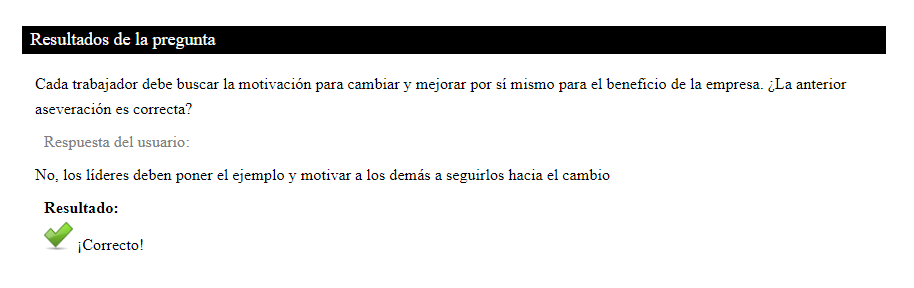 Resultados de la pregunta
Cada trabajador debe buscar la motivación para cambiar y mejorar por sí mismo para el beneficio de la empresa. ¿La anterior
aseveración es correcta?
Respuesta del usuario:
No, los líderes deben poner el ejemplo y motivar a los demás a seguirlos hacia el cambio
Resultado:
¡Correcto!